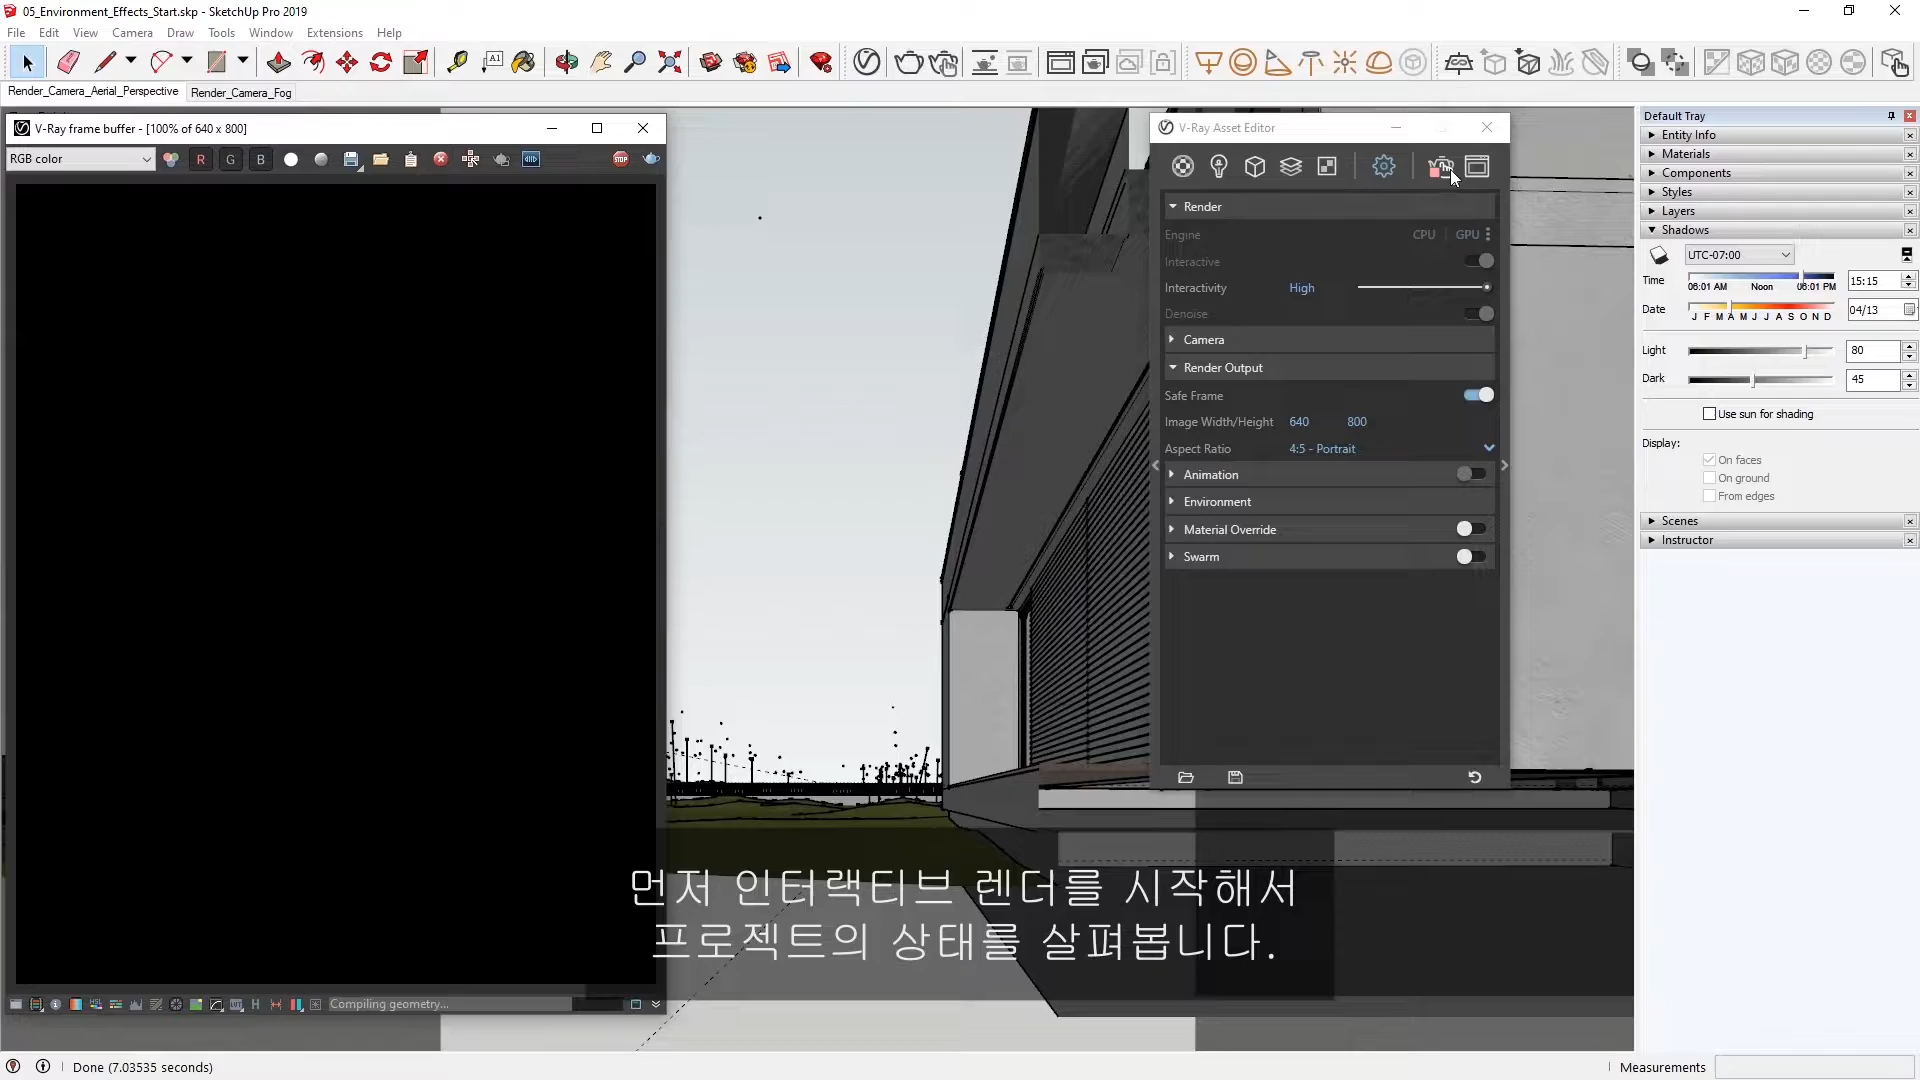 05_Environment_Effects_Start.skp - SketchUp Pro 2019
File Edit View Camera Draw Tools Window Extensions Help
A1
Render_Camera_Aerial_Perspective Render_Camera_Fog
V-Ray frame buffer - [100% of 640 x 800]
RGB color
R G B
STOP
V-Ray Asset Editor
Render
Engine CPU GPU
Interactive
Interactivity High
Denoise
Camera
Render Output
Safe Frame
Image Width/Height 640 800
Aspect Ratio 4:5 - Portrait
Animation
Environment
Material Override
Swarm
Default Tray
Entity Info
Materials
Components
Styles
Layers
Shadows
UTC-07:00
Time 06:01 AM Noon 06:01 PM 15:15
Date J F M A M J J A S O N D 04/13
Light 80
Dark 45
Use sun for shading
Display:
On faces
On ground
From edges
Scenes
Instructor
먼저 인터랙티브 렌더를 시작해서
프로젝트의 상태를 살펴봅니다.
Compiling geometry...
Done (7.03535 seconds)
Measurements